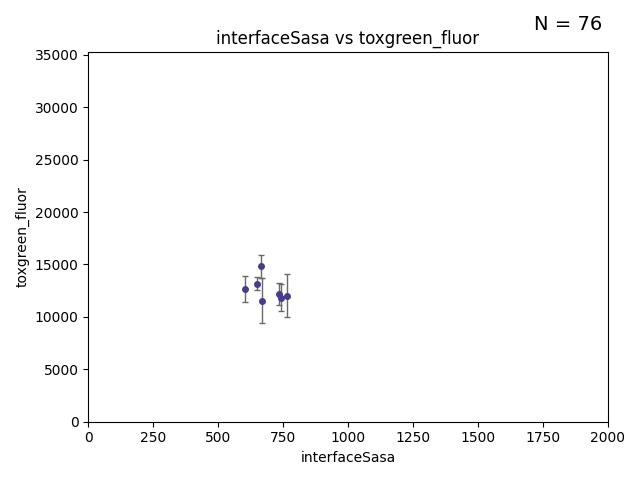 N = 76
interfaceSasa vs toxgreen_fluor
35000
30000
25000
20000
15000
10000
5000
0
toxgreen_fluor
0 250 500 750 1000 1250 1500 1750 2000
interfaceSasa